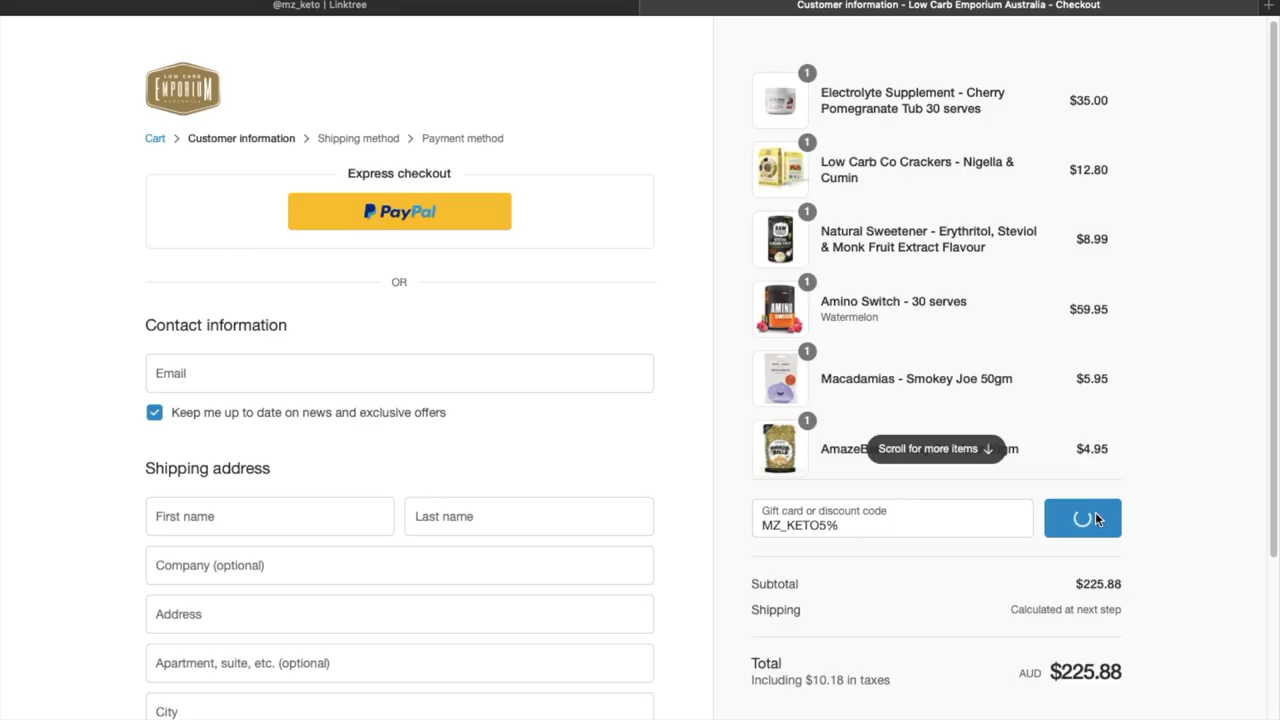 @mz_keto | Linktree
Customer information - Low Carb Emporium Australia - Checkout
LOW CARB
EMPORIUM
AUSTRALIA
Cart > Customer information > Shipping method > Payment method
Express checkout
PayPal
OR
Contact information
Email
Keep me up to date on news and exclusive offers
Shipping address
First name
Last name
Company (optional)
Address
Apartment, suite, etc. (optional)
City
1
Electrolyte Supplement - Cherry
Pomegranate Tub 30 serves
$35.00
1
Low Carb Co Crackers - Nigella &
Cumin
$12.80
1
Natural Sweetener - Erythritol, Steviol
& Monk Fruit Extract Flavour
$8.99
1
AMINO
SWITCH
Amino Switch - 30 serves
Watermelon
$59.95
1
Macadamias - Smokey Joe 50gm
$5.95
1
$4.95
Scroll for more items ↓
Gift card or discount code
MZ_KETO5%
Subtotal
$225.88
Shipping
Calculated at next step
Total
Including $10.18 in taxes
AUD $225.88